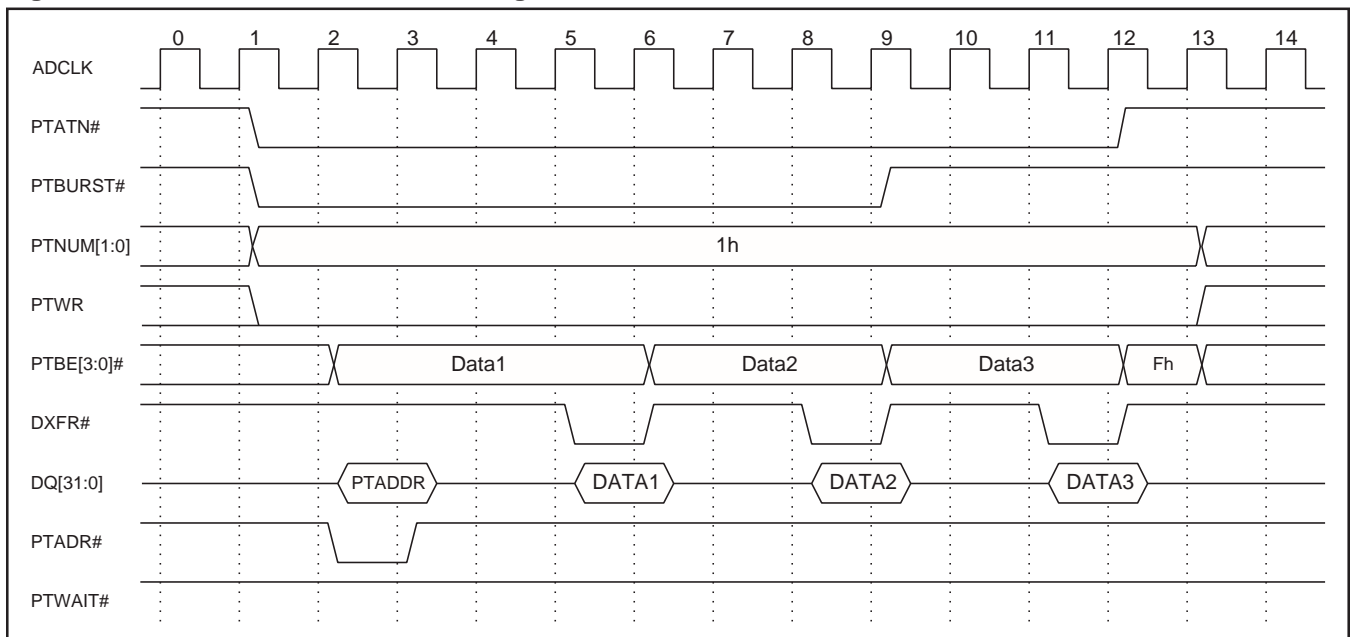 0 1 2 3 4 5 6 7 8 9 10 11 12 13 14
ADCLK
PTATN#
PTBURST#
PTNUM[1:0] 1h
PTWR
PTBE[3:0]# Data1 Data2 Data3 Fh
DXFR#
DQ[31:0] PTADDR DATA1 DATA2 DATA3
PTADR#
PTWAIT#